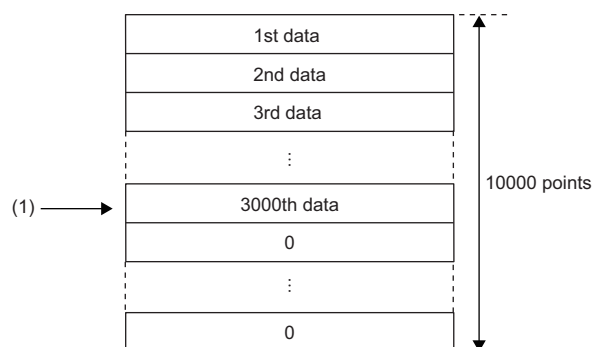 1st data
2nd data
3rd data
⋮
10000 points
(1)
3000th data
0
⋮
0